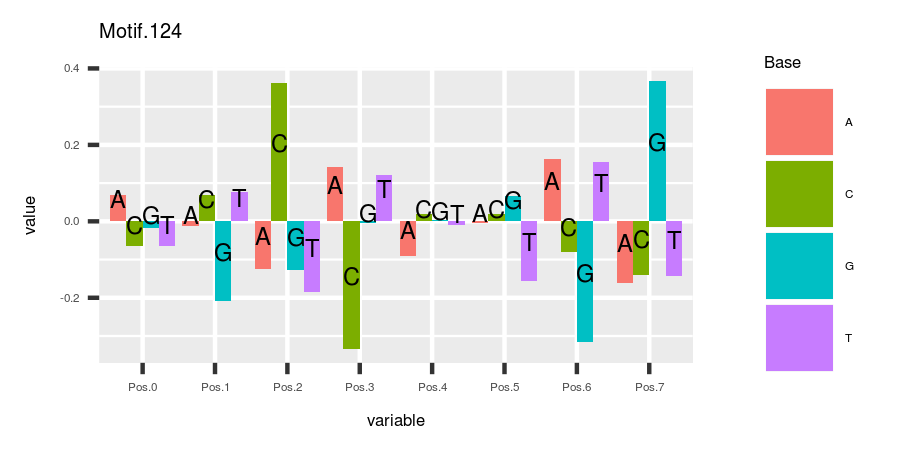 Motif.124
Base
0.4
0.2
0.0
-0.2
value
A C G T A C G T A C G T A C G T A C G T A C G T A C G T A C G T
A
C
G
T
Pos.0 Pos.1 Pos.2 Pos.3 Pos.4 Pos.5 Pos.6 Pos.7
variable